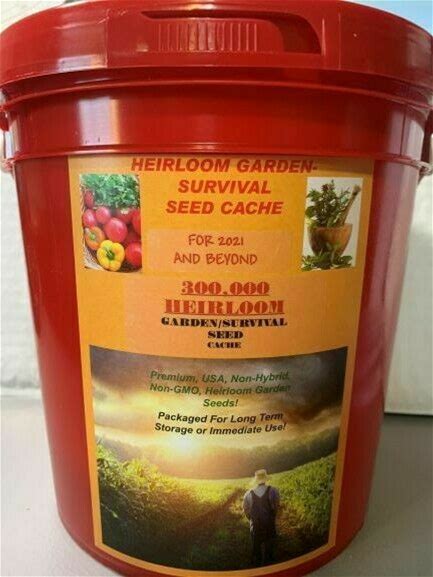 HEIRLOOM GARDEN-
SURVIVAL
SEED CACHE
FOR 2021
AND BEYOND
300,000
HEIRLOOM
GARDEN/SURVIVAL
SEED
CACHE
Premium, USA, Non-Hybrid,
Non-GMO, Heirloom Garden
Seeds!
Packaged For Long Term
Storage or Immediate Use!